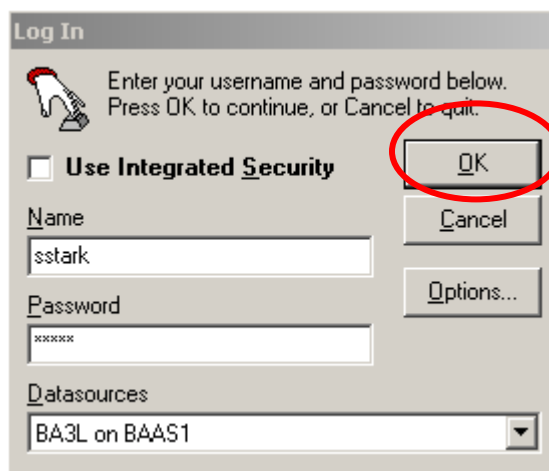 Log In
Enter your username and password below.
Press OK to continue, or Cancel to quit.
Use Integrated Security
OK
Name
Cancel
sstark
Options...
Password
xxxxx
Datasources
BA3L on BAAS1